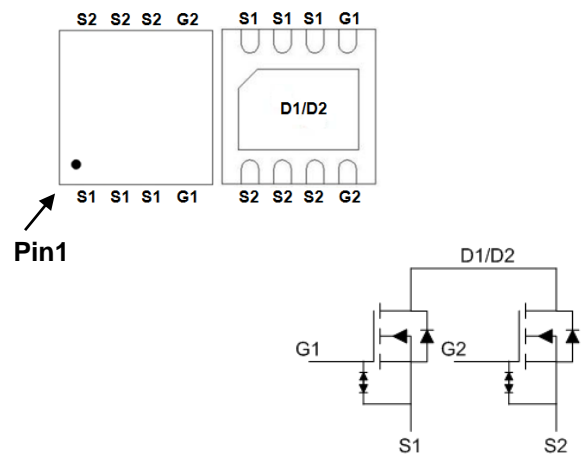 S2 S2 S2 G2
S1 S1 S1 G1
D1/D2
S1 S1 S1 G1
S2 S2 S2 G2
Pin1
D1/D2
G1
G2
S1
S2